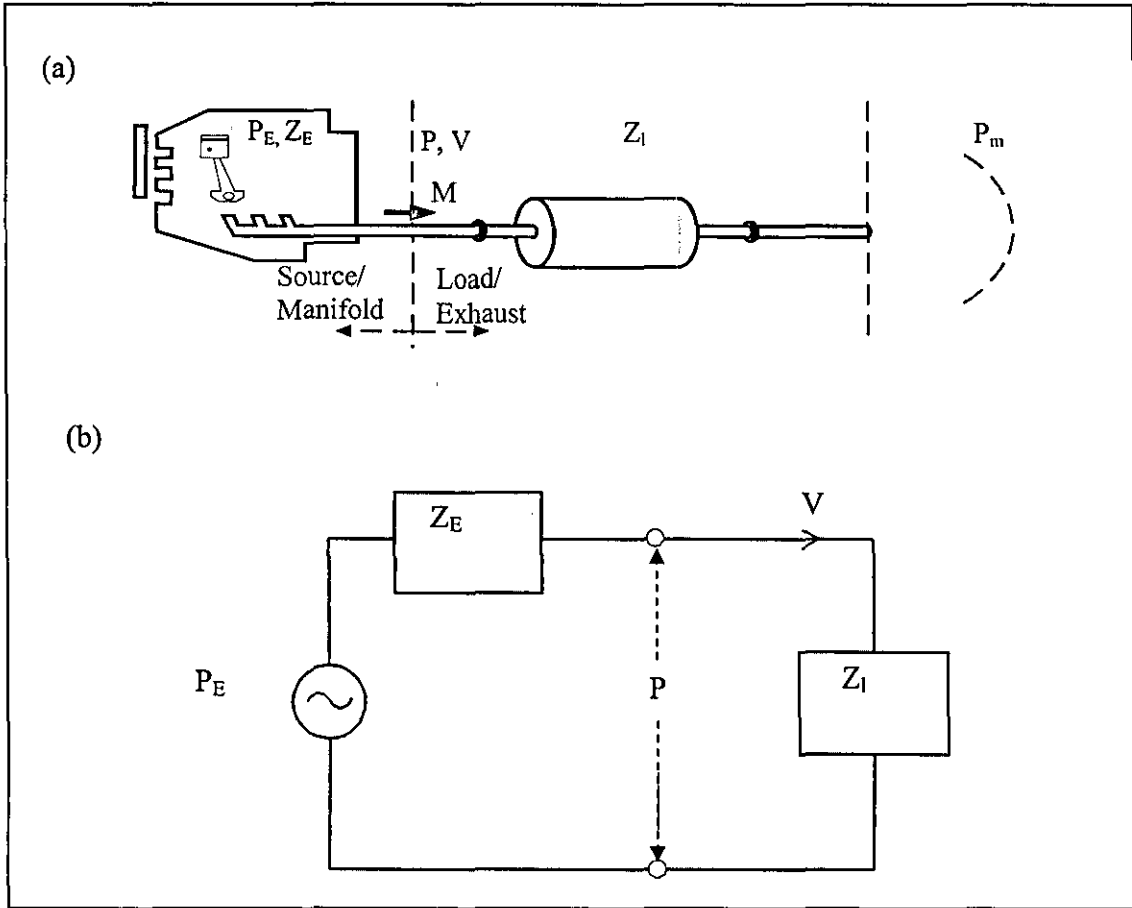 (a)
P_E, Z_E
P, V
Z_l
P_m
M
Source/
Manifold
Load/
Exhaust
(b)
Z_E
V
P_E
P
Z_l